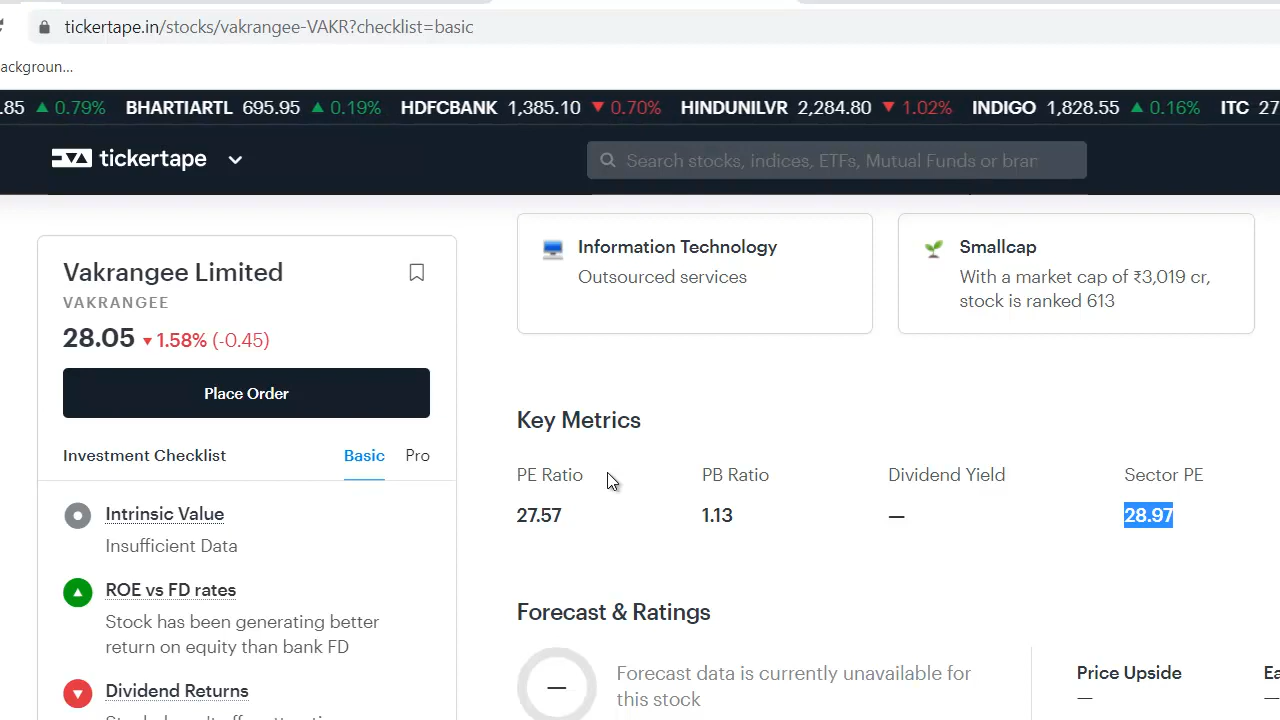 tickertape.in/stocks/vakrangee-VAKR?checklist=basic
ackgroun...
.85 ▲ 0.79% BHARTIARTL 695.95 ▲ 0.19% HDFCBANK 1,385.10 ▼ 0.70% HINDUNILVR 2,284.80 ▼ 1.02% INDIGO 1,828.55 ▲ 0.16% ITC 27
tickertape
Search stocks, indices, ETFs, Mutual Funds or bran
Information Technology
Outsourced services
Smallcap
With a market cap of ₹3,019 cr,
stock is ranked 613
Vakrangee Limited
VAKRANGEE
28.05 ▼ 1.58% (-0.45)
Place Order
Investment Checklist Basic Pro
Intrinsic Value
Insufficient Data
ROE vs FD rates
Stock has been generating better
return on equity than bank FD
Dividend Returns
Key Metrics
PE Ratio PB Ratio Dividend Yield Sector PE
27.57 1.13 — 28.97
Forecast & Ratings
—
Forecast data is currently unavailable for
this stock
Price Upside Ea
— —